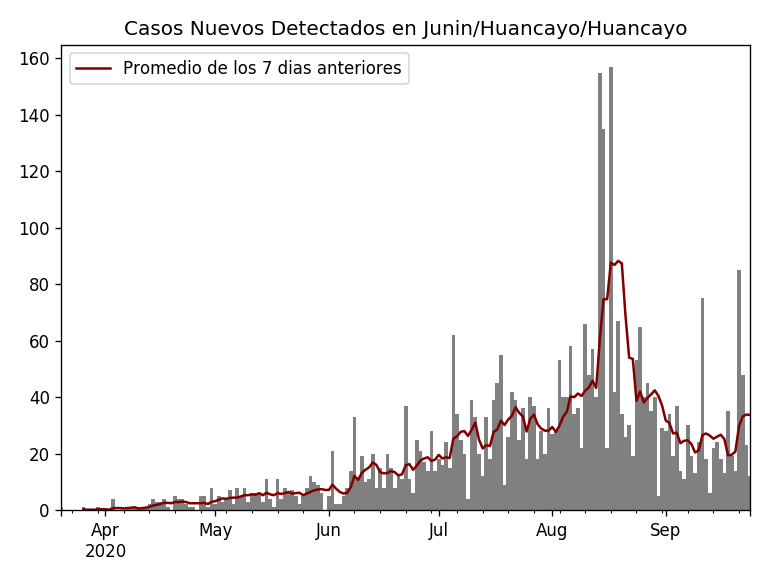 Casos Nuevos Detectados en Junin/Huancayo/Huancayo
Promedio de los 7 dias anteriores
160
140
120
100
80
60
40
20
0
Apr
2020
May
Jun
Jul
Aug
Sep